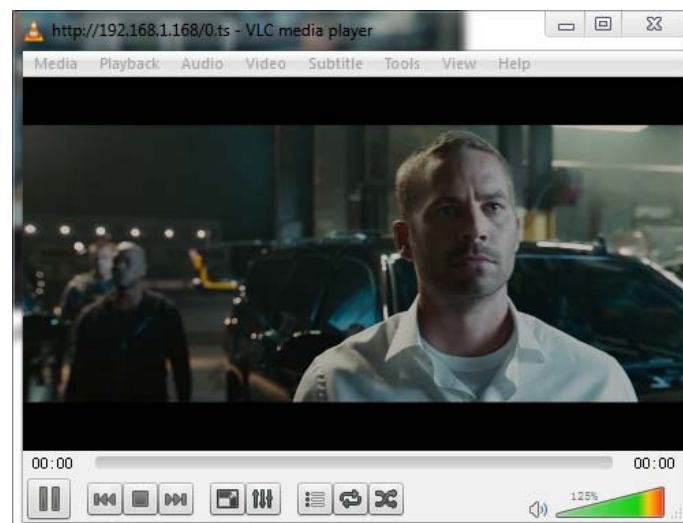 http://192.168.1.168/0.ts - VLC media player
Media Playback Audio Video Subtitle Tools View Help
00:00 00:00
125%